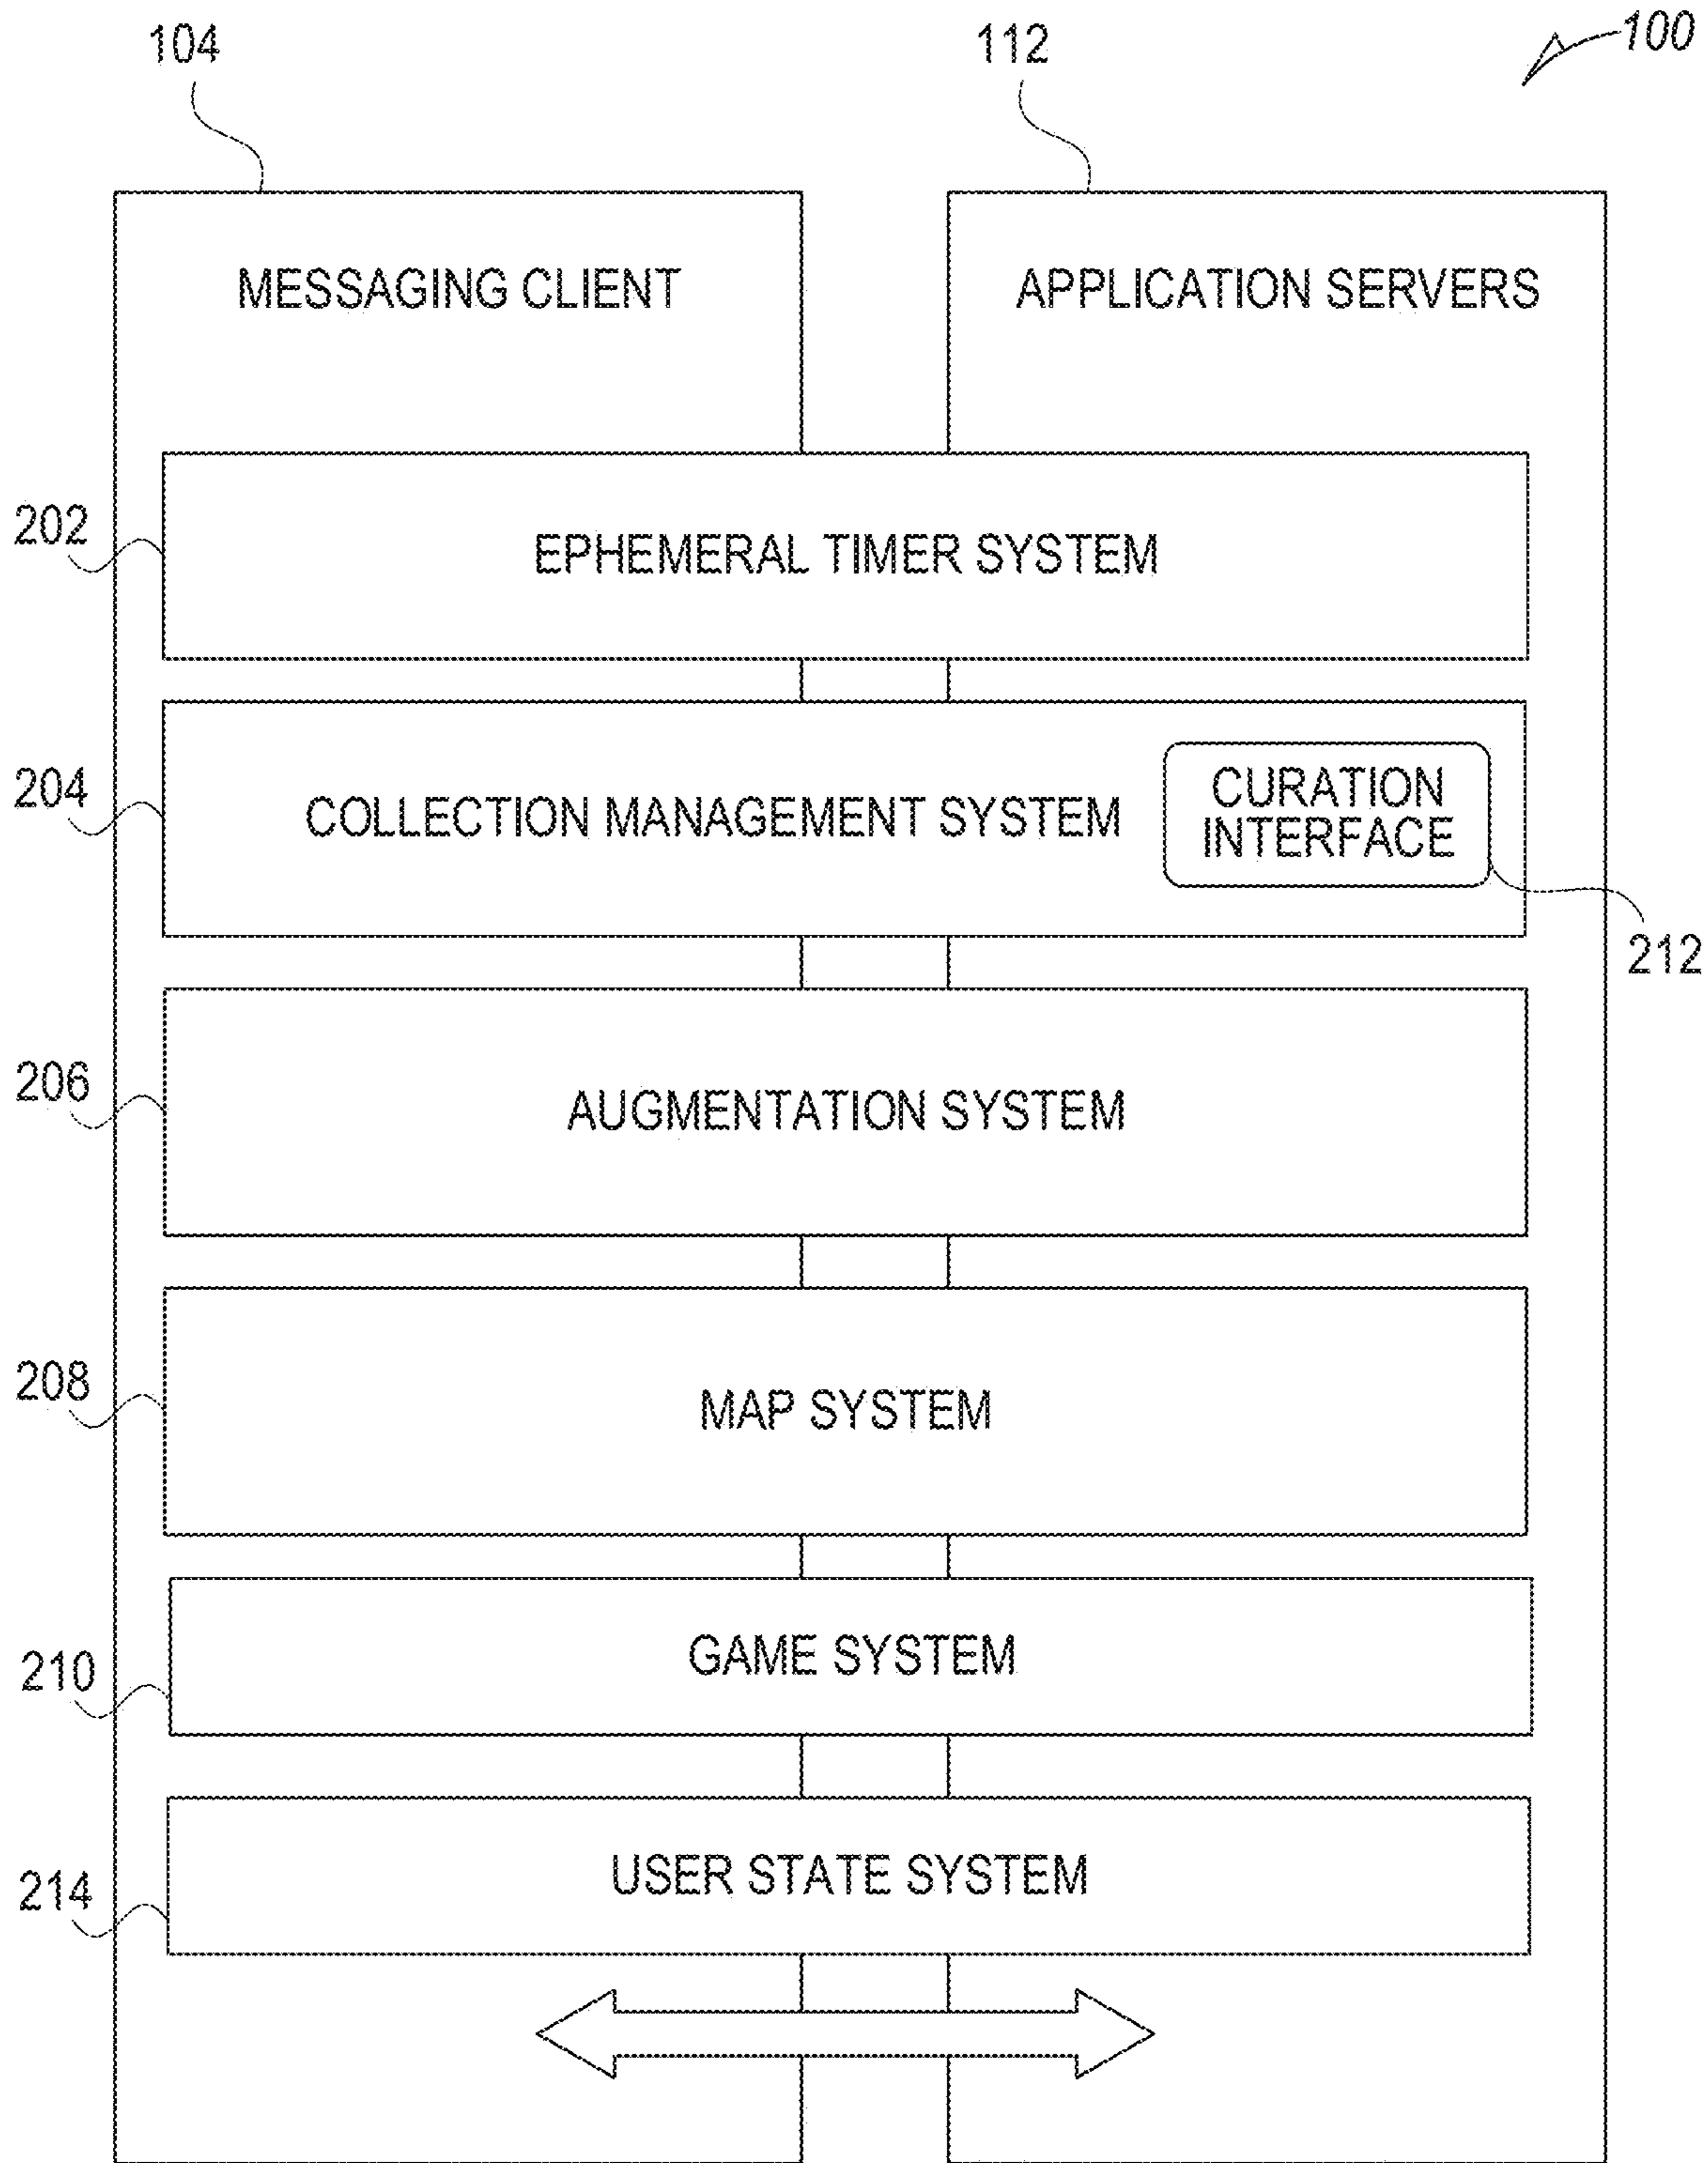 104
112
100
MESSAGING CLIENT
APPLICATION SERVERS
202
EPHEMERAL TIMER SYSTEM
204
COLLECTION MANAGEMENT SYSTEM
CURATION
INTERFACE
212
206
AUGMENTATION SYSTEM
208
MAP SYSTEM
210
GAME SYSTEM
214
USER STATE SYSTEM